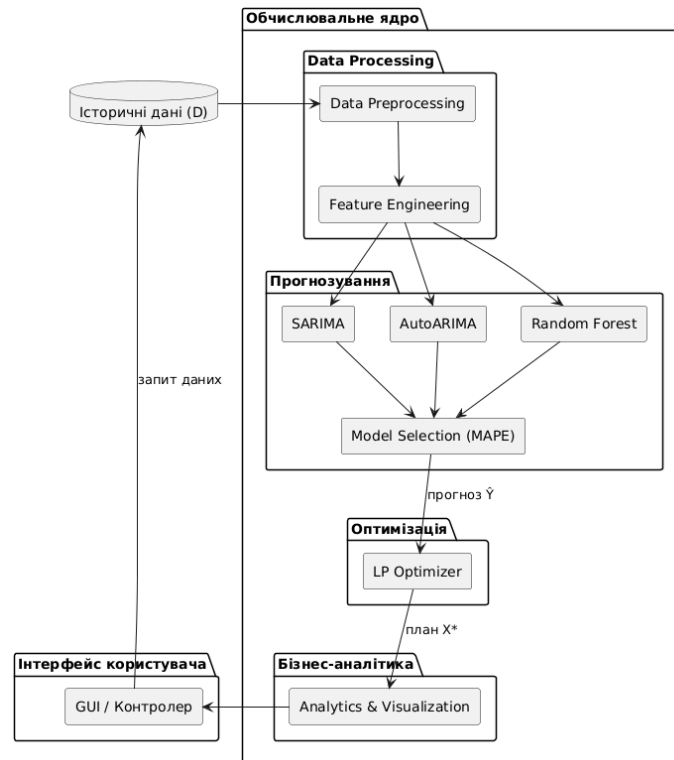 Обчислювальне ядро
Data Processing
Історичні дані (D)
Data Preprocessing
Feature Engineering
Прогнозування
SARIMA
AutoARIMA
Random Forest
запит даних
Model Selection (MAPE)
прогноз Ŷ
Оптимізація
LP Optimizer
план X*
Інтерфейс користувача
Бізнес-аналітика
GUI / Контролер
Analytics & Visualization